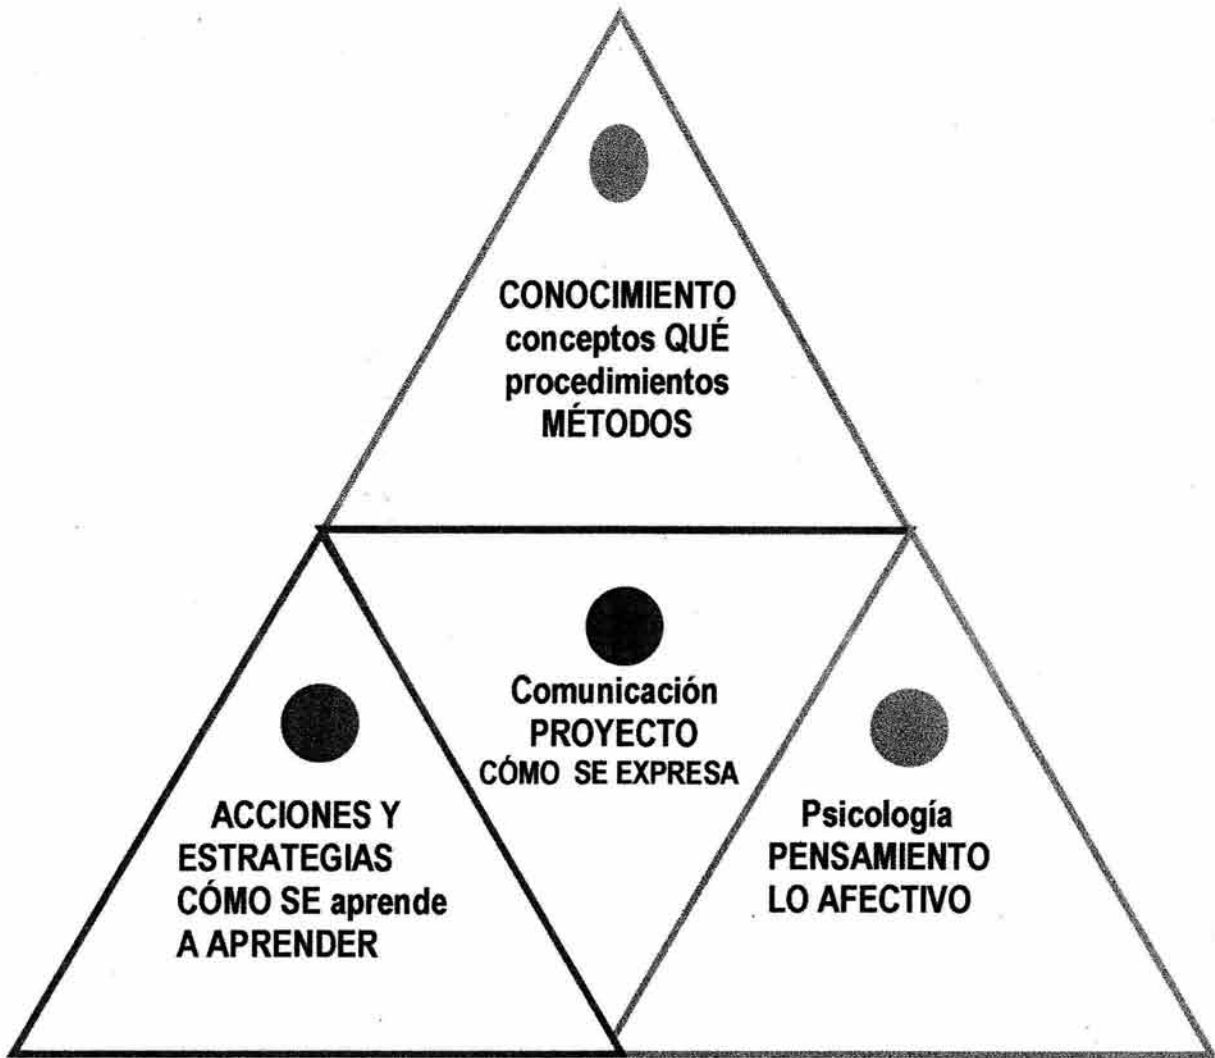 CONOCIMIENTO
conceptos QUÉ
procedimientos
MÉTODOS
Comunicación
PROYECTO
CÓMO SE EXPRESA
ACCIONES Y
ESTRATEGIAS
CÓMO SE aprende
A APRENDER
Psicología
PENSAMIENTO
LO AFECTIVO